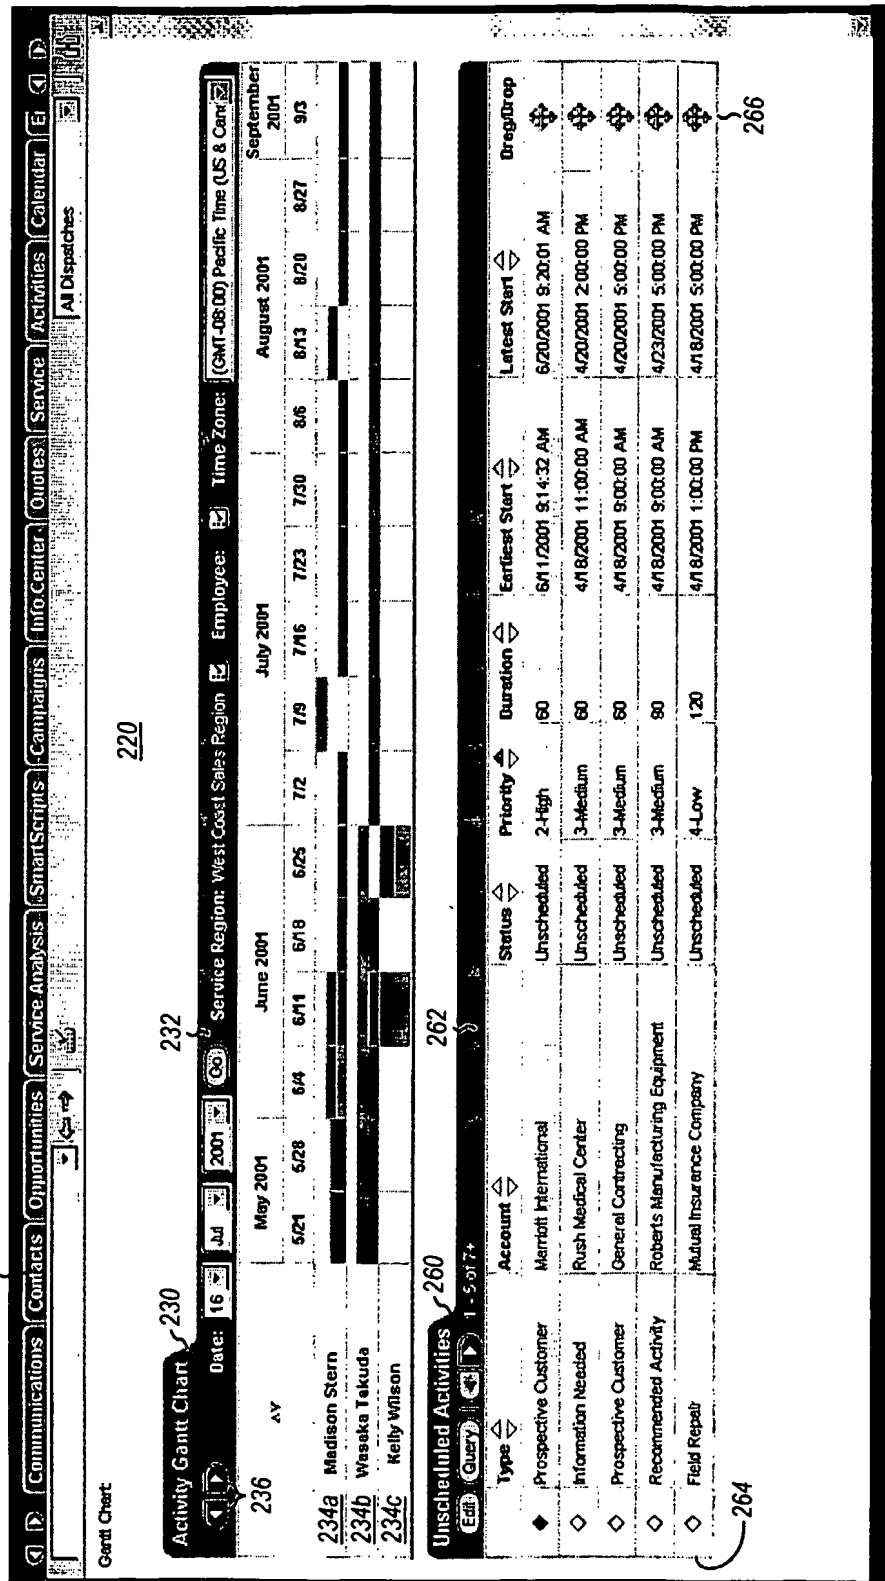 Communications Contacts Opportunities Service Analysis SmartScripts Campaigns Info Center Quotes Service Activities Calendar
All Dispatches
Gantt Chart:
220
Activity Gantt Chart 230
232
Date: 16 Jul 2001 Go Service Region: West Coast Sales Region Employee: Time Zone: (GMT-08:00) Pacific Time (US & Can
236
May 2001 June 2001 July 2001 August 2001 September 2001
5/21 5/28 6/4 6/11 6/18 6/25 7/2 7/9 7/16 7/23 7/30 8/6 8/13 8/20 8/27 9/3
234a Madison Stern
234b Wasaka Takuda
234c Kelly Wilson
Unscheduled Activities 260
262
Edit Query 1 - 5 of 7+
Type Account Status Priority Duration Earliest Start Latest Start Drag/Drop
Prospective Customer Marriott International Unscheduled 2-High 60 6/11/2001 9:14:32 AM 6/20/2001 9:20:01 AM
Information Needed Rush Medical Center Unscheduled 3-Medium 60 4/18/2001 11:00:00 AM 4/20/2001 2:00:00 PM
Prospective Customer General Contracting Unscheduled 3-Medium 60 4/18/2001 9:00:00 AM 4/20/2001 5:00:00 PM
Recommended Activity Roberts Manufacturing Equipment Unscheduled 3-Medium 90 4/18/2001 9:00:00 AM 4/23/2001 5:00:00 PM
Field Repair Mutual Insurance Company Unscheduled 4-Low 120 4/18/2001 1:00:00 PM 4/18/2001 5:00:00 PM
264
266